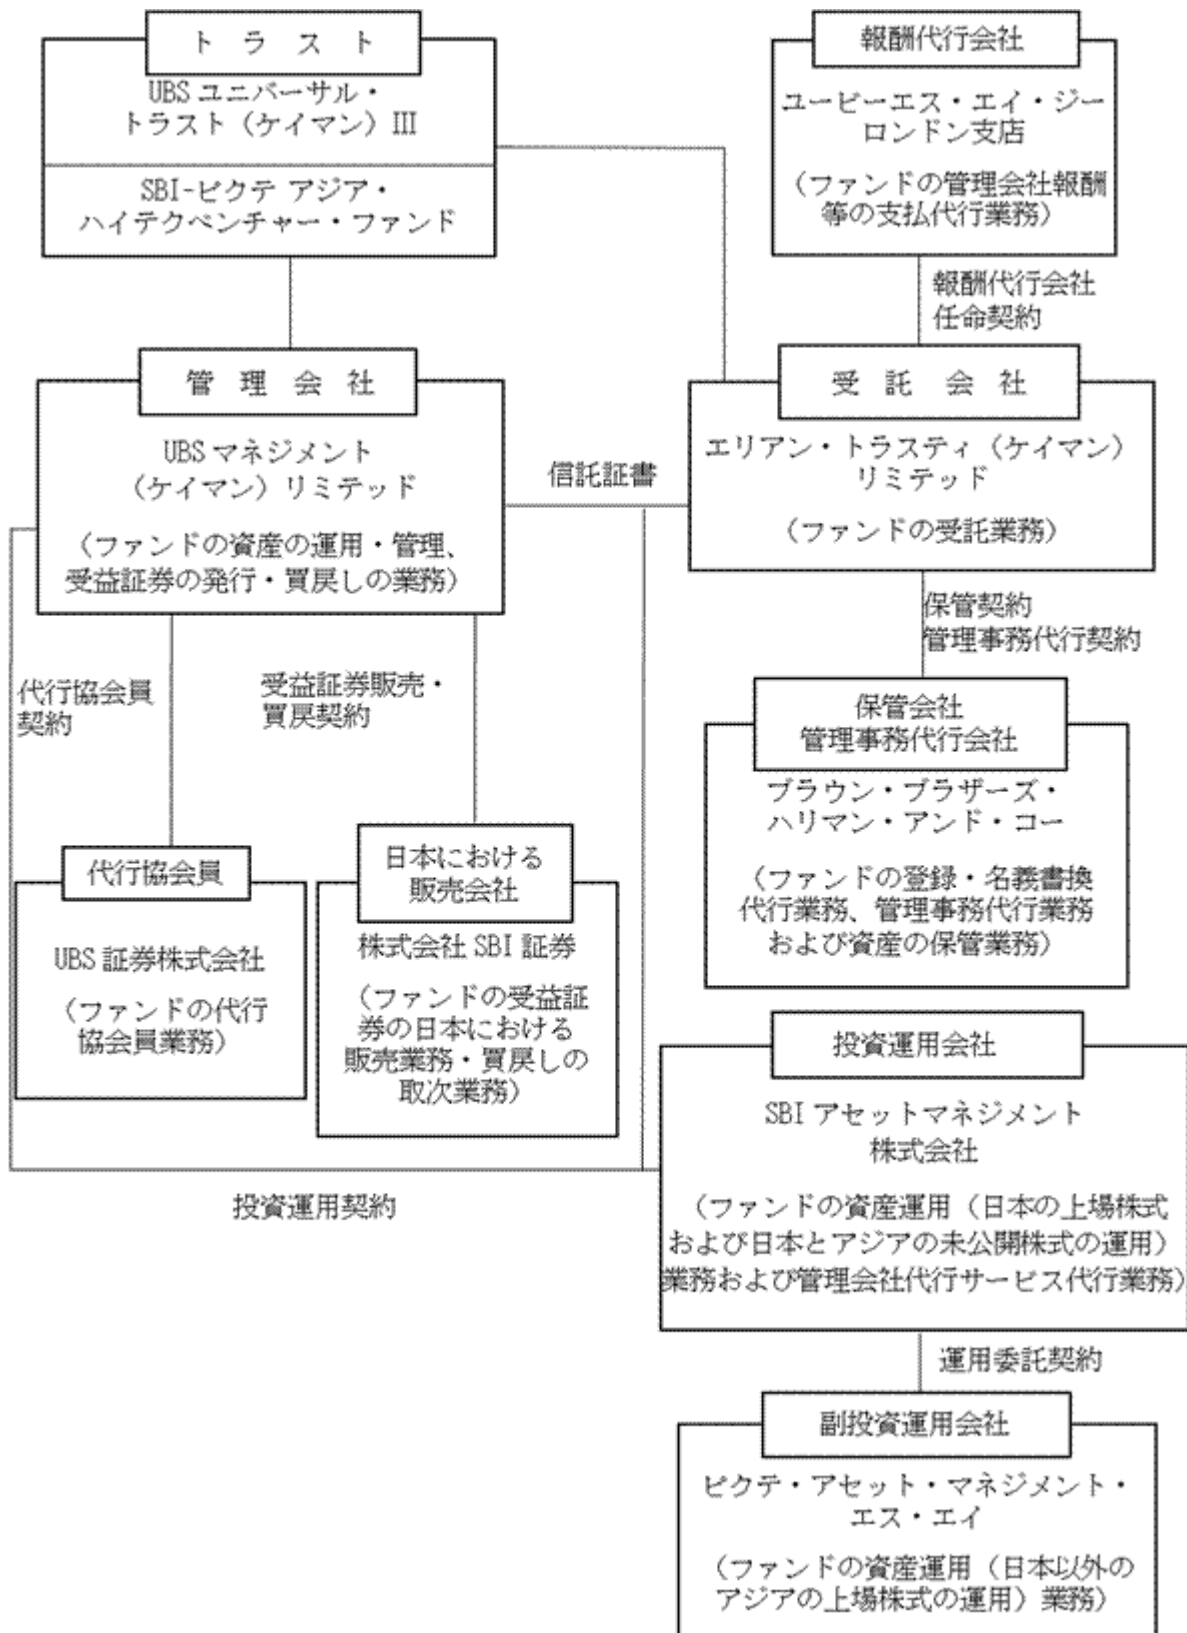 トラスト
UBS ユニバーサル・
トラスト（ケイマン）III
SBI-ピクテ アジア・
ハイテクベンチャー・ファンド
報酬代行会社
ユービーエス・エイ・ジー
ロンドン支店
（ファンドの管理会社報酬
等の支払代行業務）
報酬代行会社
任命契約
管理会社
UBS マネジメント
（ケイマン）リミテッド
（ファンドの資産の運用・管理、
受益証券の発行・買戻しの業務）
信託証書
受託会社
エリアン・トラスティ（ケイマン）
リミテッド
（ファンドの受託業務）
保管契約
管理事務代行契約
代行協会員
契約
受益証券販売・
買戻契約
保管会社
管理事務代行会社
ブラウン・ブラザーズ・
ハリマン・アンド・コー
（ファンドの登録・名義書換
代行業務、管理事務代行業務
および資産の保管業務）
代行協会員
UBS 証券株式会社
（ファンドの代行
協会員業務）
日本における
販売会社
株式会社 SBI 証券
（ファンドの受益証
券の日本における
販売業務・買戻しの
取次業務）
投資運用会社
SBI アセットマネジメント
株式会社
（ファンドの資産運用（日本の上場株式
および日本とアジアの未公開株式の運用）
業務および管理会社代行サービス代行業務）
投資運用契約
運用委託契約
副投資運用会社
ピクテ・アセット・マネジメント・
エス・エイ
（ファンドの資産運用（日本以外の
アジアの上場株式の運用）業務）